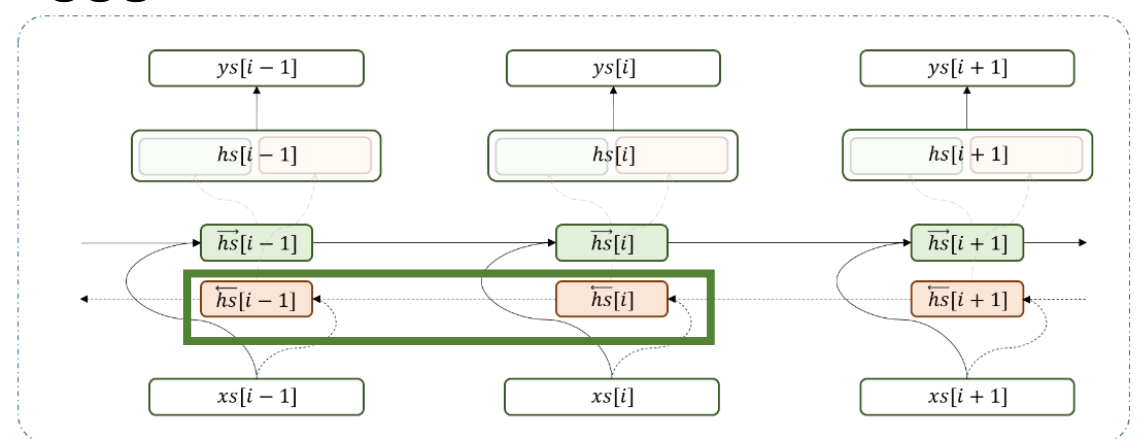 ys[i − 1] ys[i] ys[i + 1]
hs[i − 1] hs[i] hs[i + 1]
→hs[i − 1] →hs[i] →hs[i + 1]
←hs[i − 1] ←hs[i] ←hs[i + 1]
xs[i − 1] xs[i] xs[i + 1]